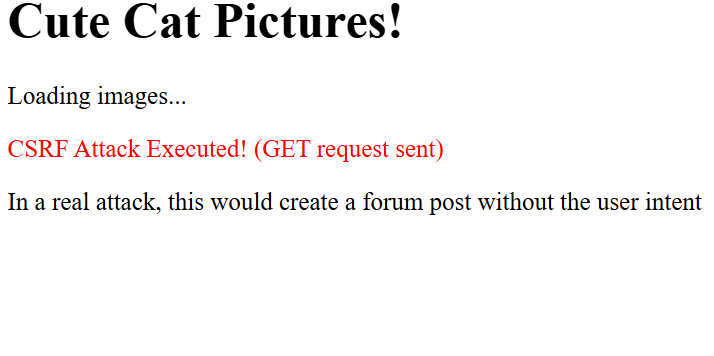 Cute Cat Pictures!
Loading images...
CSRF Attack Executed! (GET request sent)
In a real attack, this would create a forum post without the user intent